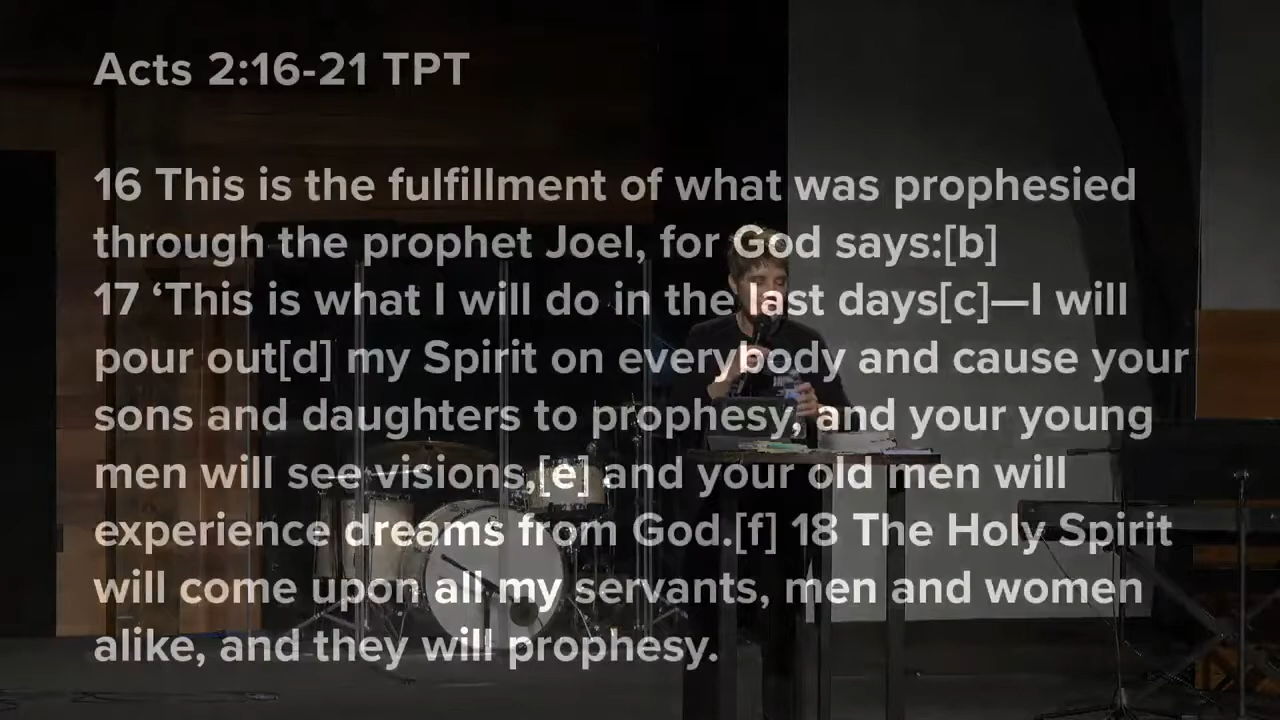 Acts 2:16-21 TPT
16 This is the fulfillment of what was prophesied
through the prophet Joel, for God says:[b]
17 ‘This is what I will do in the last days[c]—I will
pour out[d] my Spirit on everybody and cause your
sons and daughters to prophesy, and your young
men will see visions,[e] and your old men will
experience dreams from God.[f] 18 The Holy Spirit
will come upon all my servants, men and women
alike, and they will prophesy.